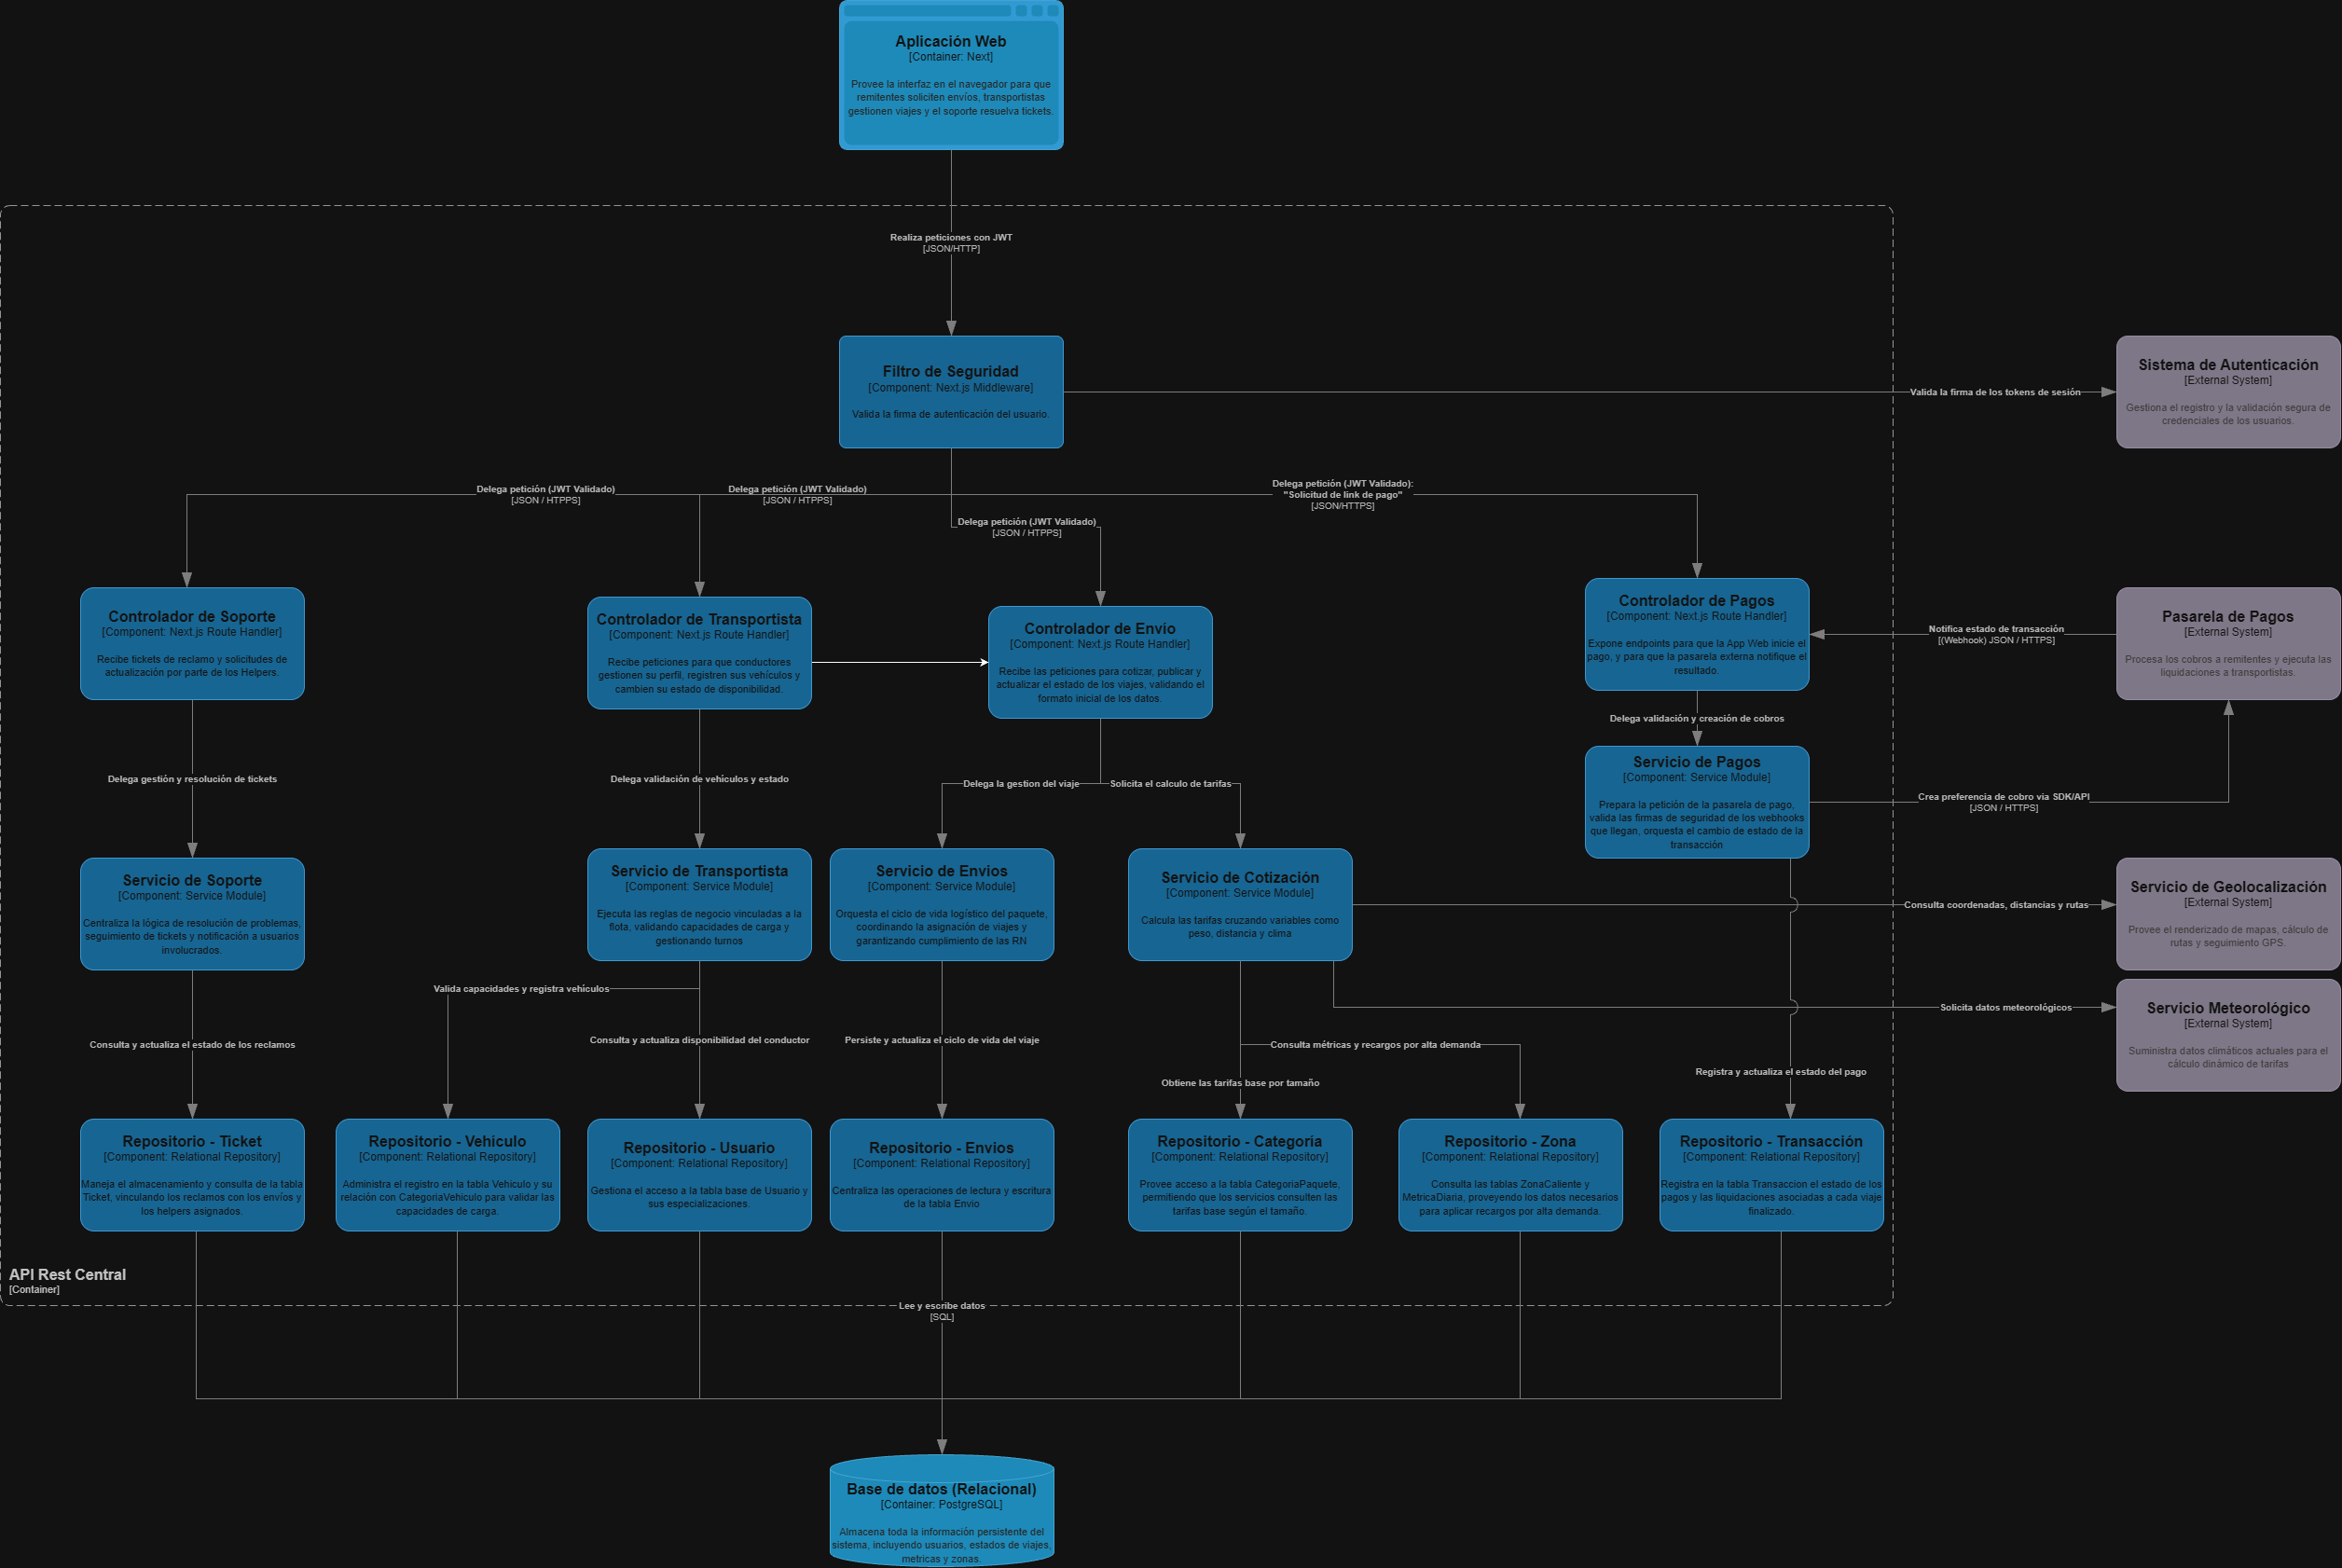 Aplicación Web
[Container: Next]
Provee la interfaz en el navegador para que
remitentes soliciten envíos, transportistas
gestionen viajes y el soporte resuelva tickets.
Realiza peticiones con JWT
[JSON/HTTP]
Filtro de Seguridad
[Component: Next.js Middleware]
Valida la firma de autenticación del usuario.
Valida la firma de los tokens de sesión
Sistema de Autenticación
[External System]
Gestiona el registro y la validación segura de
credenciales de los usuarios.
Delega petición (JWT Validado)
[JSON / HTPPS]
Delega petición (JWT Validado)
[JSON / HTPPS]
Delega petición (JWT Validado)
[JSON / HTPPS]
Delega petición (JWT Validado):
"Solicitud de link de pago"
[JSON/HTTPS]
Controlador de Soporte
[Component: Next.js Route Handler]
Recibe tickets de reclamo y solicitudes de
actualización por parte de los Helpers.
Controlador de Transportista
[Component: Next.js Route Handler]
Recibe peticiones para que conductores
gestionen su perfil, registren sus vehículos y
cambien su estado de disponibilidad.
Controlador de Envío
[Component: Next.js Route Handler]
Recibe las peticiones para cotizar, publicar y
actualizar el estado de los viajes, validando el
formato inicial de los datos.
Controlador de Pagos
[Component: Next.js Route Handler]
Expone endpoints para que la App Web inicie el
pago, y para que la pasarela externa notifique el
resultado.
Notifica estado de transacción
[(Webhook) JSON / HTTPS]
Pasarela de Pagos
[External System]
Procesa los cobros a remitentes y ejecuta las
liquidaciones a transportistas.
Delega gestión y resolución de tickets
Delega validación de vehículos y estado
Delega la gestion del viaje
Solicita el calculo de tarifas
Delega validación y creación de cobros
Servicio de Pagos
[Component: Service Module]
Prepara la petición de la pasarela de pago,
valida las firmas de seguridad de los webhooks
que llegan, orquesta el cambio de estado de la
transacción
Crea preferencia de cobro via SDK/API
[JSON / HTTPS]
Servicio de Soporte
[Component: Service Module]
Centraliza la lógica de resolución de problemas,
seguimiento de tickets y notificación a usuarios
involucrados.
Servicio de Transportista
[Component: Service Module]
Ejecuta las reglas de negocio vinculadas a la
flota, validando capacidades de carga y
gestionando turnos
Servicio de Envios
[Component: Service Module]
Orquesta el ciclo de vida logístico del paquete,
coordinando la asignación de viajes y
garantizando cumplimiento de las RN
Servicio de Cotización
[Component: Service Module]
Calcula las tarifas cruzando variables como
peso, distancia y clima
Consulta coordenadas, distancias y rutas
Servicio de Geolocalización
[External System]
Provee el renderizado de mapas, cálculo de
rutas y seguimiento GPS.
Solicita datos meteorológicos
Servicio Meteorológico
[External System]
Suministra datos climáticos actuales para el
cálculo dinámico de tarifas
Valida capacidades y registra vehículos
Consulta y actualiza el estado de los reclamos
Consulta y actualiza disponibilidad del conductor
Persiste y actualiza el ciclo de vida del viaje
Consulta métricas y recargos por alta demanda
Obtiene las tarifas base por tamaño
Registra y actualiza el estado del pago
Repositorio - Ticket
[Component: Relational Repository]
Maneja el almacenamiento y consulta de la tabla
Ticket, vinculando los reclamos con los envíos y
los helpers asignados.
Repositorio - Vehículo
[Component: Relational Repository]
Administra el registro en la tabla Vehiculo y su
relación con CategoriaVehiculo para validar las
capacidades de carga.
Repositorio - Usuario
[Component: Relational Repository]
Gestiona el acceso a la tabla base de Usuario y
sus especializaciones.
Repositorio - Envios
[Component: Relational Repository]
Centraliza las operaciones de lectura y escritura
de la tabla Envio
Repositorio - Categoría
[Component: Relational Repository]
Provee acceso a la tabla CategoriaPaquete,
permitiendo que los servicios consulten las
tarifas base según el tamaño.
Repositorio - Zona
[Component: Relational Repository]
Consulta las tablas ZonaCaliente y
MetricaDiaria, proveyendo los datos necesarios
para aplicar recargos por alta demanda.
Repositorio - Transacción
[Component: Relational Repository]
Registra en la tabla Transaccion el estado de los
pagos y las liquidaciones asociadas a cada viaje
finalizado.
API Rest Central
[Container]
Lee y escribe datos
[SQL]
Base de datos (Relacional)
[Container: PostgreSQL]
Almacena toda la información persistente del
sistema, incluyendo usuarios, estados de viajes,
metricas y zonas.